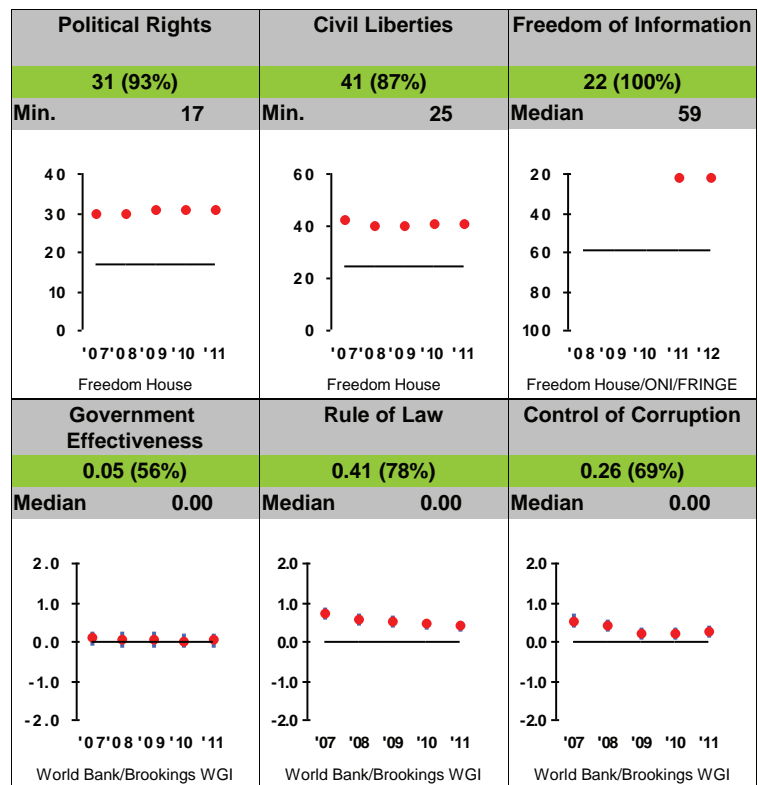 Political Rights
31 (93%)
Min. 17
40
30
20
10
0
'07 '08 '09 '10 '11
Freedom House
Civil Liberties
41 (87%)
Min. 25
60
40
20
0
'07 '08 '09 '10 '11
Freedom House
Freedom of Information
22 (100%)
Median 59
20
40
60
80
100
'08 '09 '10 '11 '12
Freedom House/ONI/FRINGE
Government
Effectiveness
0.05 (56%)
Median 0.00
2.0
1.0
0.0
-1.0
-2.0
'07 '08 '09 '10 '11
World Bank/Brookings WGI
Rule of Law
0.41 (78%)
Median 0.00
2.0
1.0
0.0
-1.0
-2.0
'07 '08 '09 '10 '11
World Bank/Brookings WGI
Control of Corruption
0.26 (69%)
Median 0.00
2.0
1.0
0.0
-1.0
-2.0
'07 '08 '09 '10 '11
World Bank/Brookings WGI